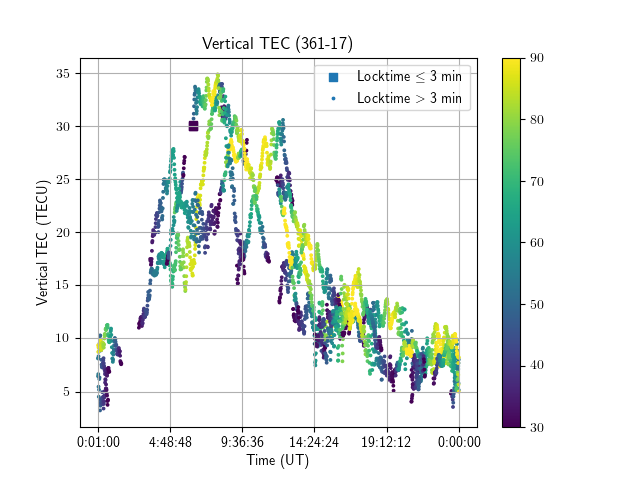 Vertical TEC (361-17)
Locktime ≤ 3 min
Locktime > 3 min
Vertical TEC (TECU)
35
30
25
20
15
10
5
0:01:00 4:48:48 9:36:36 14:24:24 19:12:12 0:00:00
Time (UT)
90
80
70
60
50
40
30